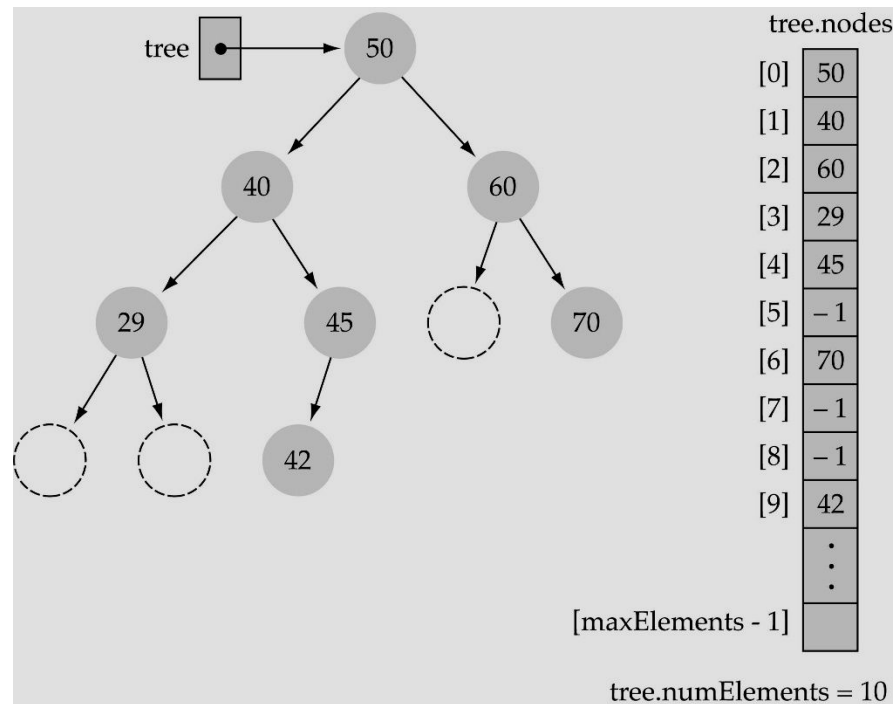 tree
50
40
60
29
45
70
42
tree.nodes
[0] 50
[1] 40
[2] 60
[3] 29
[4] 45
[5] – 1
[6] 70
[7] – 1
[8] – 1
[9] 42
[maxElements - 1]
tree.numElements = 10